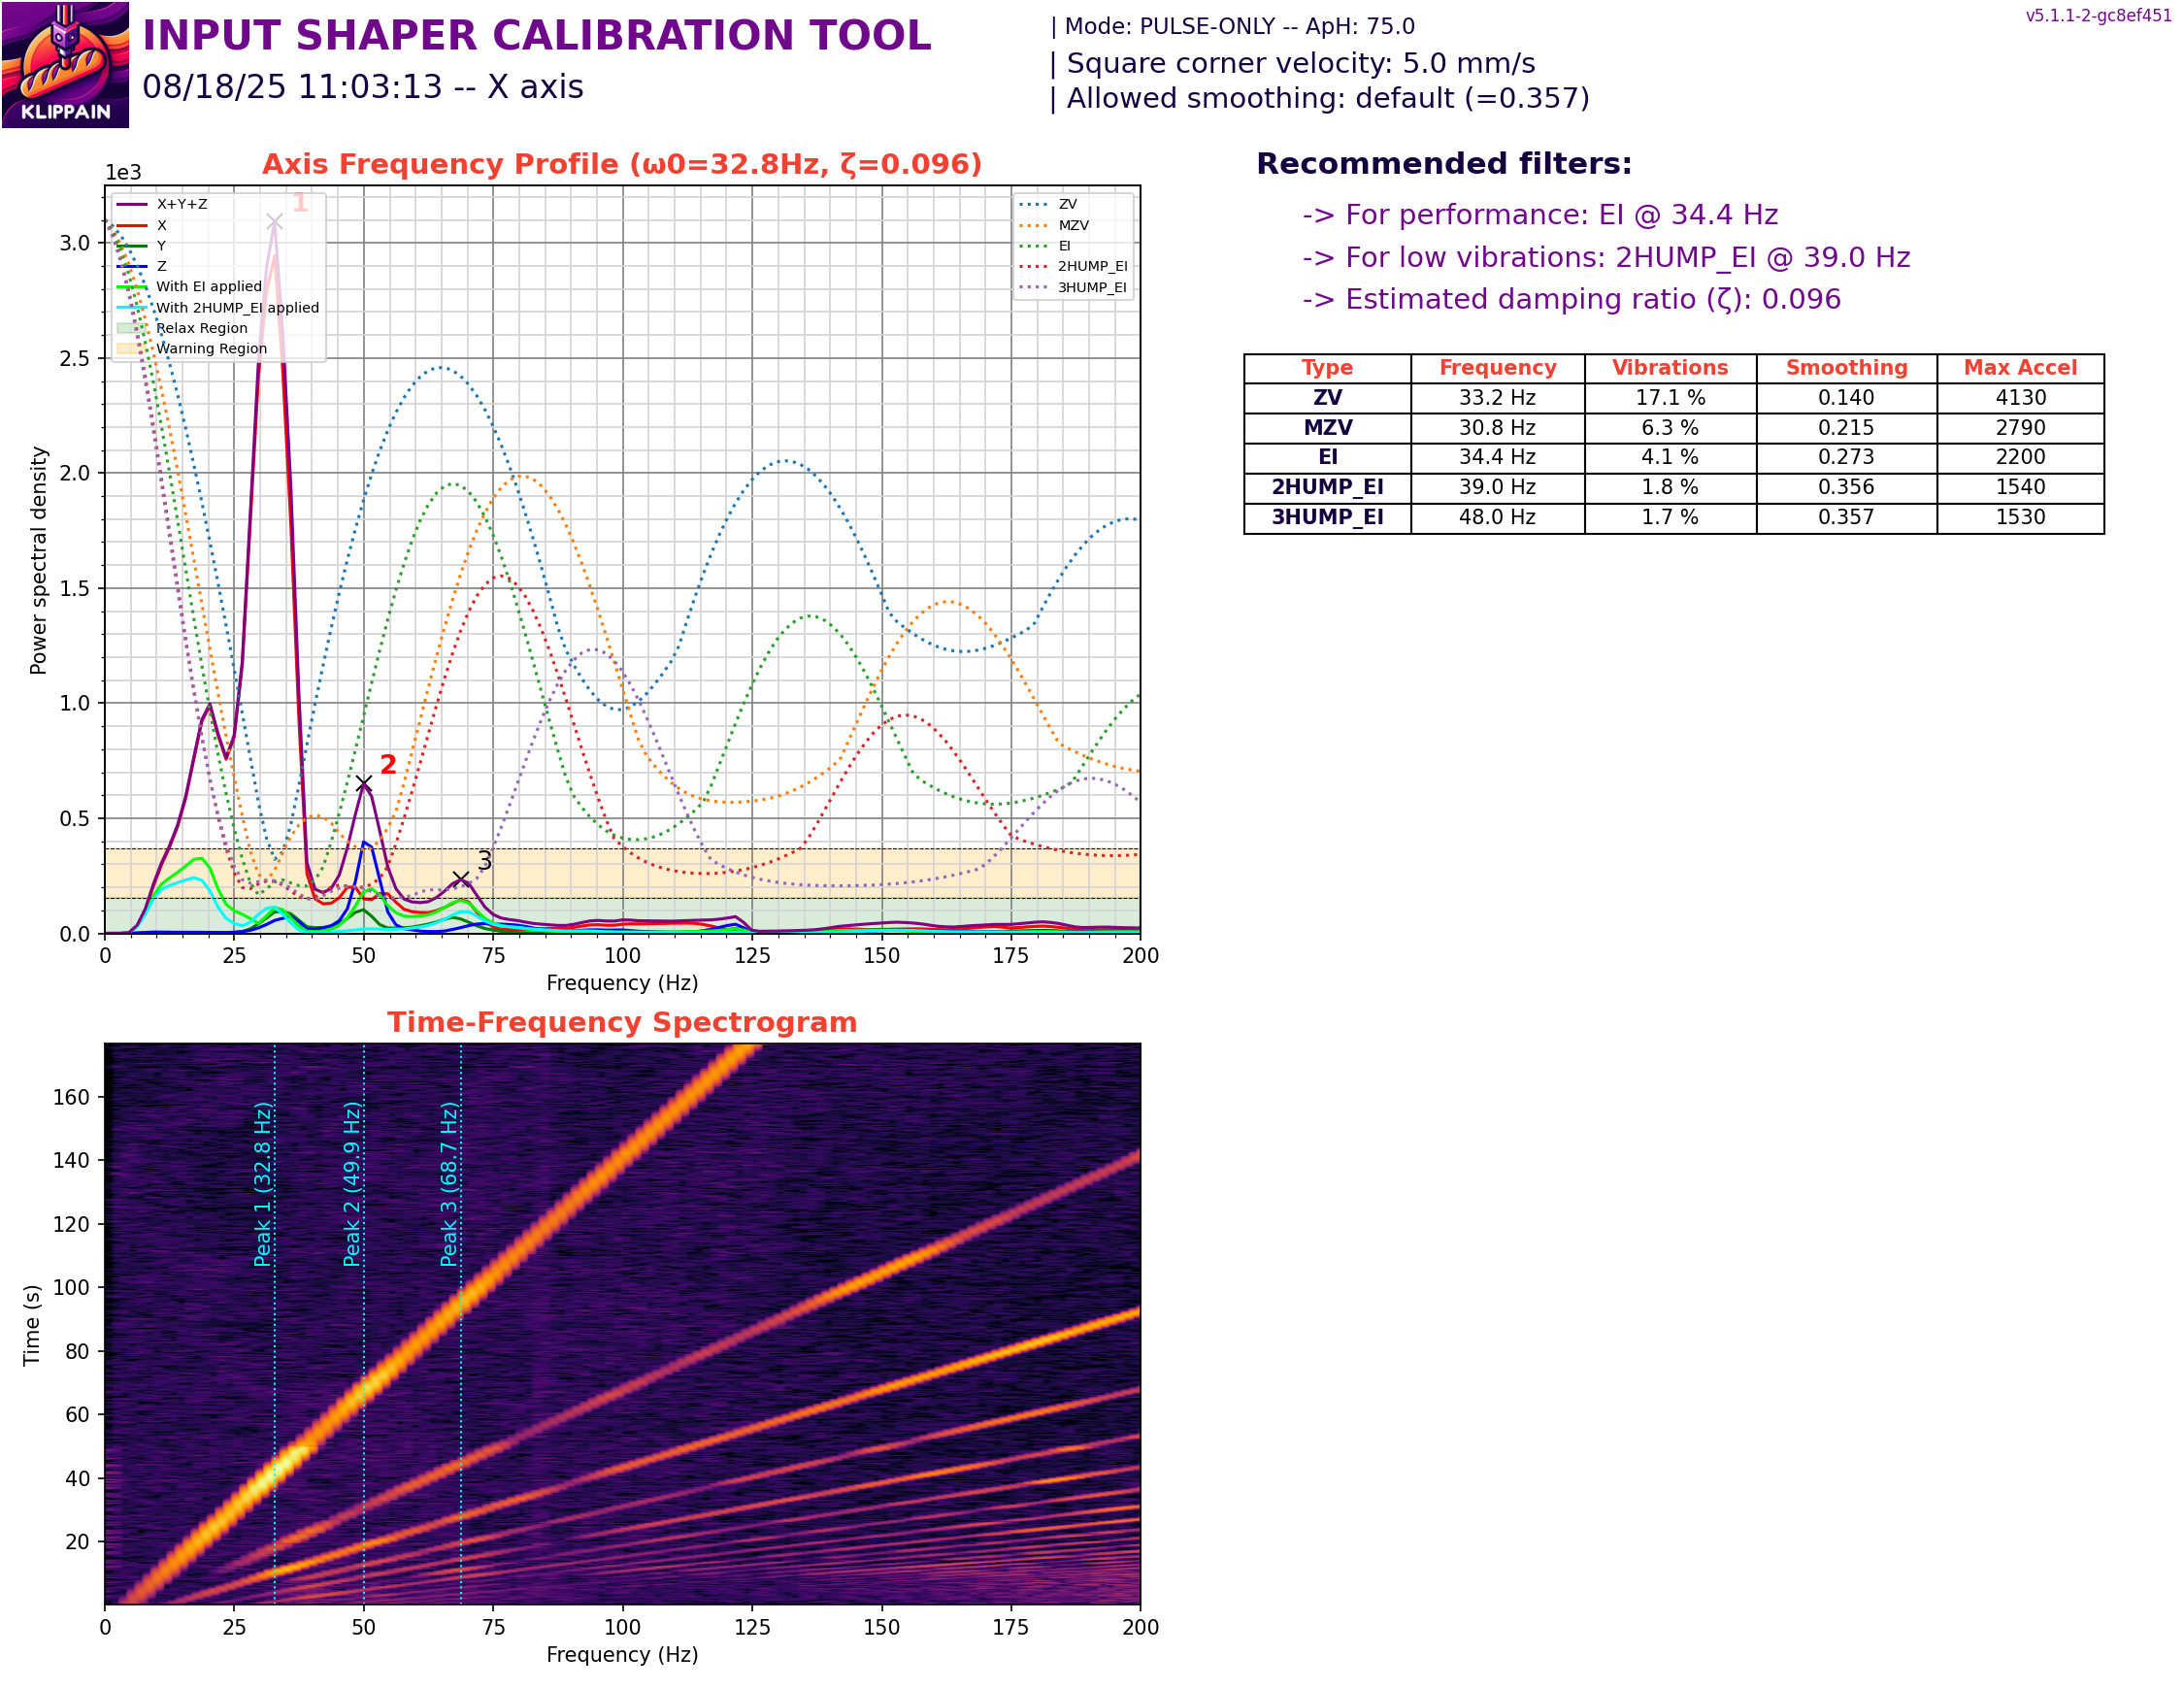 KLIPPAIN
INPUT SHAPER CALIBRATION TOOL
08/18/25 11:03:13 -- X axis
| Mode: PULSE-ONLY -- ApH: 75.0
| Square corner velocity: 5.0 mm/s
| Allowed smoothing: default (=0.357)
v5.1.1-2-gc8ef451
Axis Frequency Profile (ω0=32.8Hz, ζ=0.096)
1e3
3.0
2.5
2.0
1.5
1.0
0.5
0.0
Power spectral density
X+Y+Z
X
Y
Z
With EI applied
With 2HUMP_EI applied
Relax Region
Warning Region
1
2
3
ZV
MZV
EI
2HUMP_EI
3HUMP_EI
0 25 50 75 100 125 150 175 200
Frequency (Hz)
Recommended filters:
-> For performance: EI @ 34.4 Hz
-> For low vibrations: 2HUMP_EI @ 39.0 Hz
-> Estimated damping ratio (ζ): 0.096
Type Frequency Vibrations Smoothing Max Accel
ZV 33.2 Hz 17.1 % 0.140 4130
MZV 30.8 Hz 6.3 % 0.215 2790
EI 34.4 Hz 4.1 % 0.273 2200
2HUMP_EI 39.0 Hz 1.8 % 0.356 1540
3HUMP_EI 48.0 Hz 1.7 % 0.357 1530
Time-Frequency Spectrogram
160
140
120
100
80
60
40
20
Time (s)
Peak 1 (32.8 Hz)
Peak 2 (49.9 Hz)
Peak 3 (68.7 Hz)
0 25 50 75 100 125 150 175 200
Frequency (Hz)